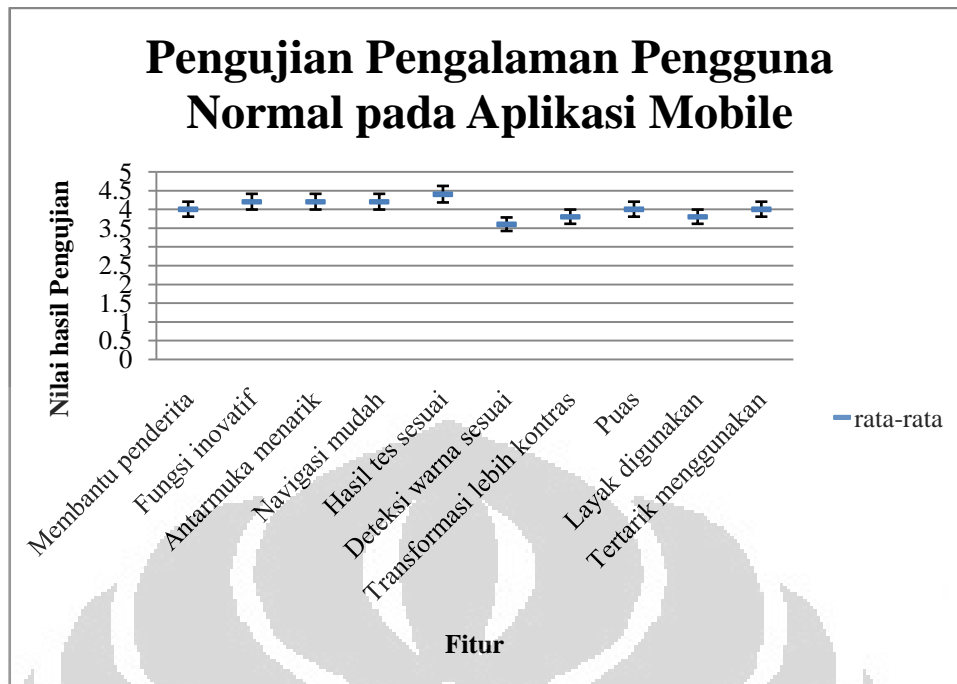 Pengujian Pengalaman Pengguna
Normal pada Aplikasi Mobile
Nilai hasil Pengujian
5
4.5
4
3.5
3
2.5
2
1.5
1
0.5
0
Membantu penderita
Fungsi inovatif
Antarmuka menarik
Navigasi mudah
Hasil tes sesuai
Deteksi warna sesuai
Transformasi lebih kontras
Puas
Layak digunakan
Tertarik menggunakan
rata-rata
Fitur